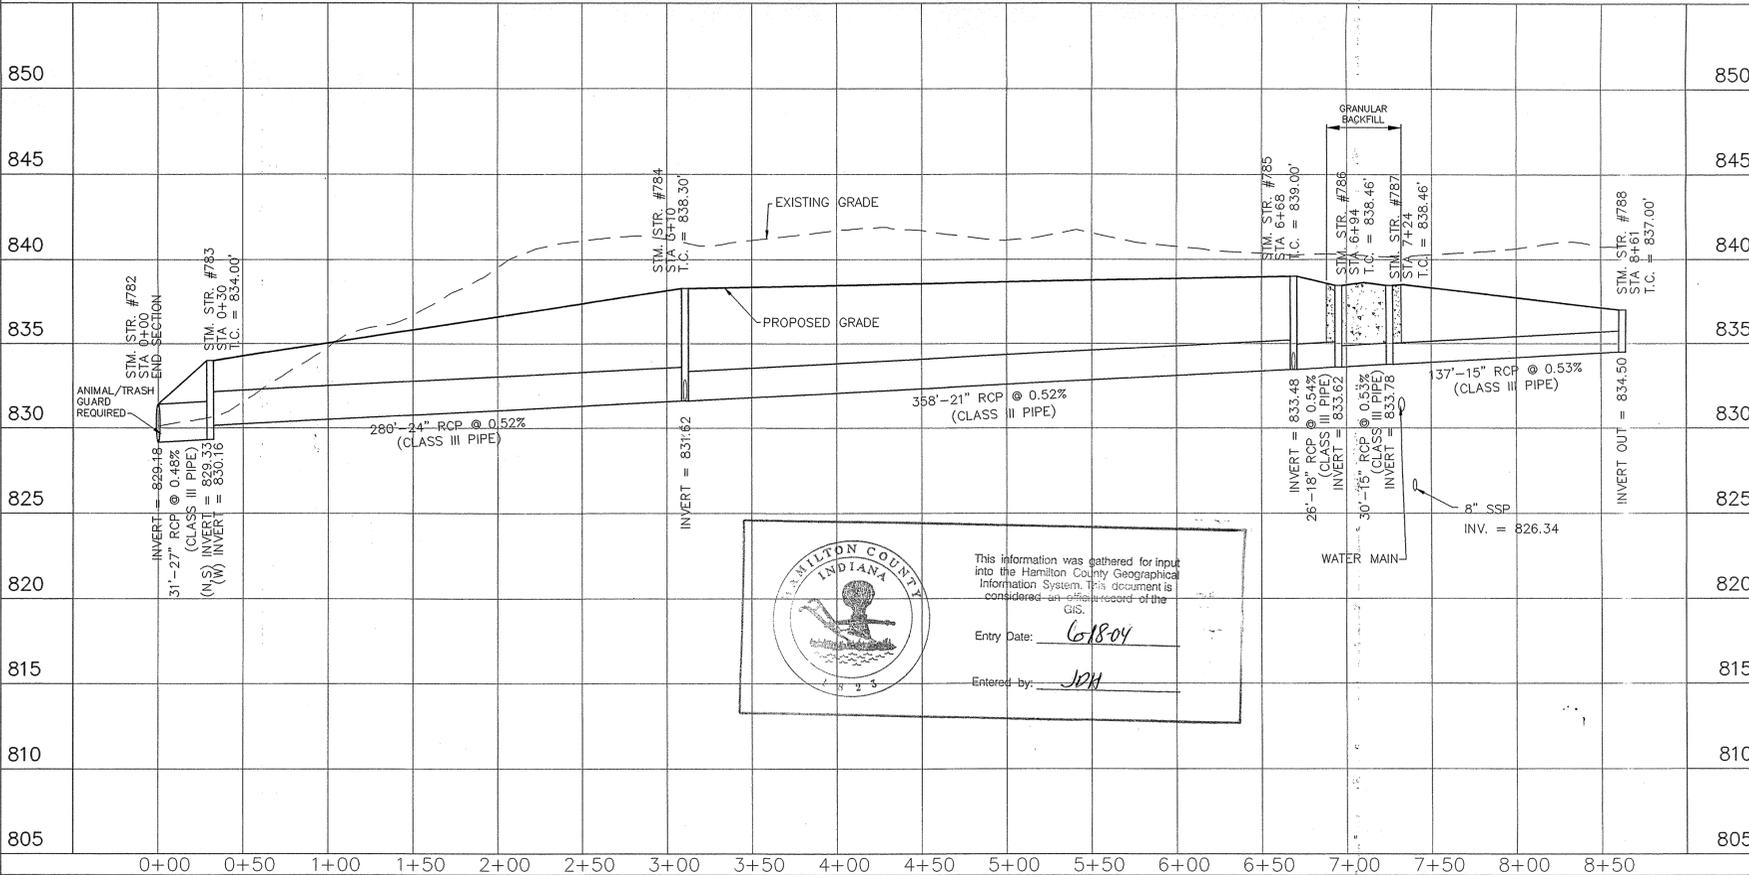 850
850
845
845
840
840
835
835
830
830
825
825
820
820
815
815
810
810
805
805
STM. STR. #782
STA 0+00
END SECTION
STM. STR. #783
STA 0+30
T.C. = 834.00'
ANIMAL/TRASH
GUARD
REQUIRED
INVERT = 829.18
31'-27" RCP @ 0.48%
(CLASS III PIPE)
(N,S) INVERT = 829.33
(W) INVERT = 830.16
280'-24" RCP @ 0.52%
(CLASS III PIPE)
STM. STR. #784
STA 3+10
T.C. = 838.30'
EXISTING GRADE
PROPOSED GRADE
INVERT = 831.62
358'-21" RCP @ 0.52%
(CLASS II PIPE)
STM. STR. #785
STA 6+68
T.C. = 839.00'
GRANULAR
BACKFILL
STM. STR. #786
STA 6+94
T.C. = 838.46'
STM. STR. #787
STA 7+24
T.C. = 838.46'
STM. STR. #788
STA 8+61
T.C. = 837.00'
INVERT = 833.48
26'-18" RCP @ 0.54%
(CLASS III PIPE)
INVERT = 833.62
30'-15" RCP @ 0.53%
(CLASS III PIPE)
INVERT = 833.78
137'-15" RCP @ 0.53%
(CLASS III PIPE)
INVERT OUT = 834.50
8" SSP
INV. = 826.34
WATER MAIN
HAMILTON COUNTY
INDIANA
1823
This information was gathered for input
into the Hamilton County Geographical
Information System. This document is
considered an official record of the
GIS.
Entry Date: 6-18-04
Entered by: JDH
0+00
0+50
1+00
1+50
2+00
2+50
3+00
3+50
4+00
4+50
5+00
5+50
6+00
6+50
7+00
7+50
8+00
8+50